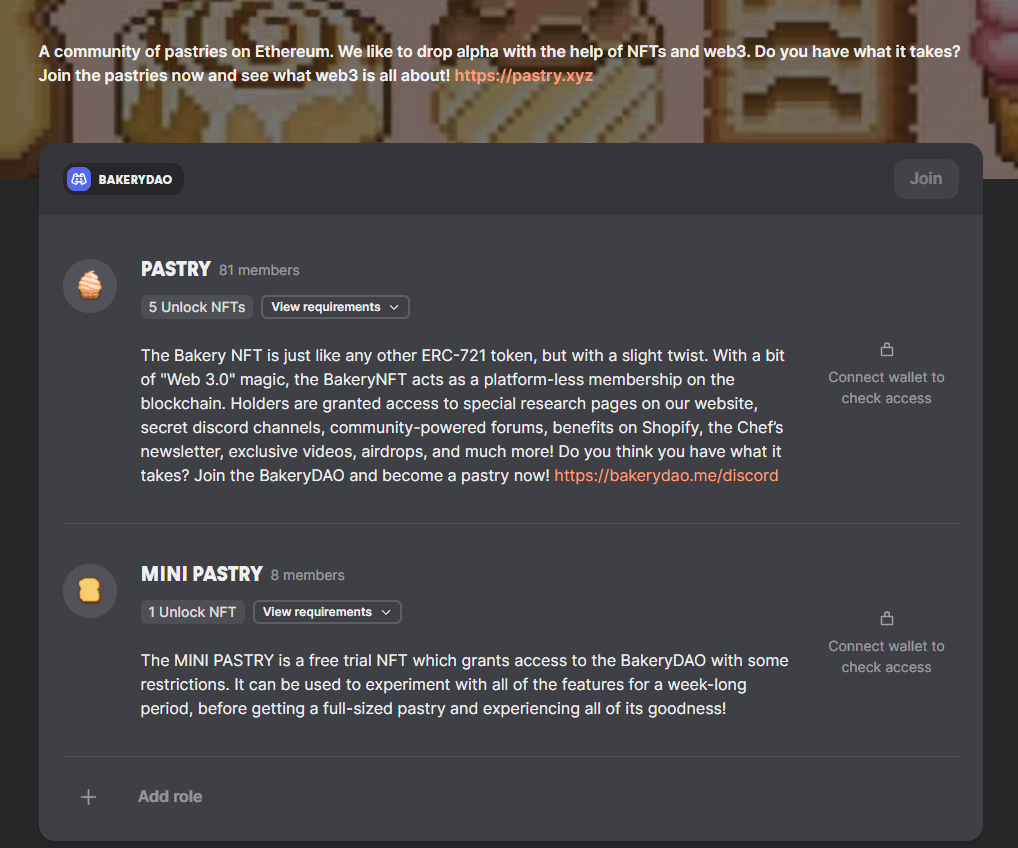 A community of pastries on Ethereum. We like to drop alpha with the help of NFTs and web3. Do you have what it takes?
Join the pastries now and see what web3 is all about! https://pastry.xyz
BAKERYDAO
Join
PASTRY 81 members
5 Unlock NFTs View requirements
The Bakery NFT is just like any other ERC-721 token, but with a slight twist. With a bit
of "Web 3.0" magic, the BakeryNFT acts as a platform-less membership on the
blockchain. Holders are granted access to special research pages on our website,
secret discord channels, community-powered forums, benefits on Shopify, the Chef's
newsletter, exclusive videos, airdrops, and much more! Do you think you have what it
takes? Join the BakeryDAO and become a pastry now! https://bakerydao.me/discord
Connect wallet to
check access
MINI PASTRY 8 members
1 Unlock NFT View requirements
The MINI PASTRY is a free trial NFT which grants access to the BakeryDAO with some
restrictions. It can be used to experiment with all of the features for a week-long
period, before getting a full-sized pastry and experiencing all of its goodness!
Connect wallet to
check access
Add role